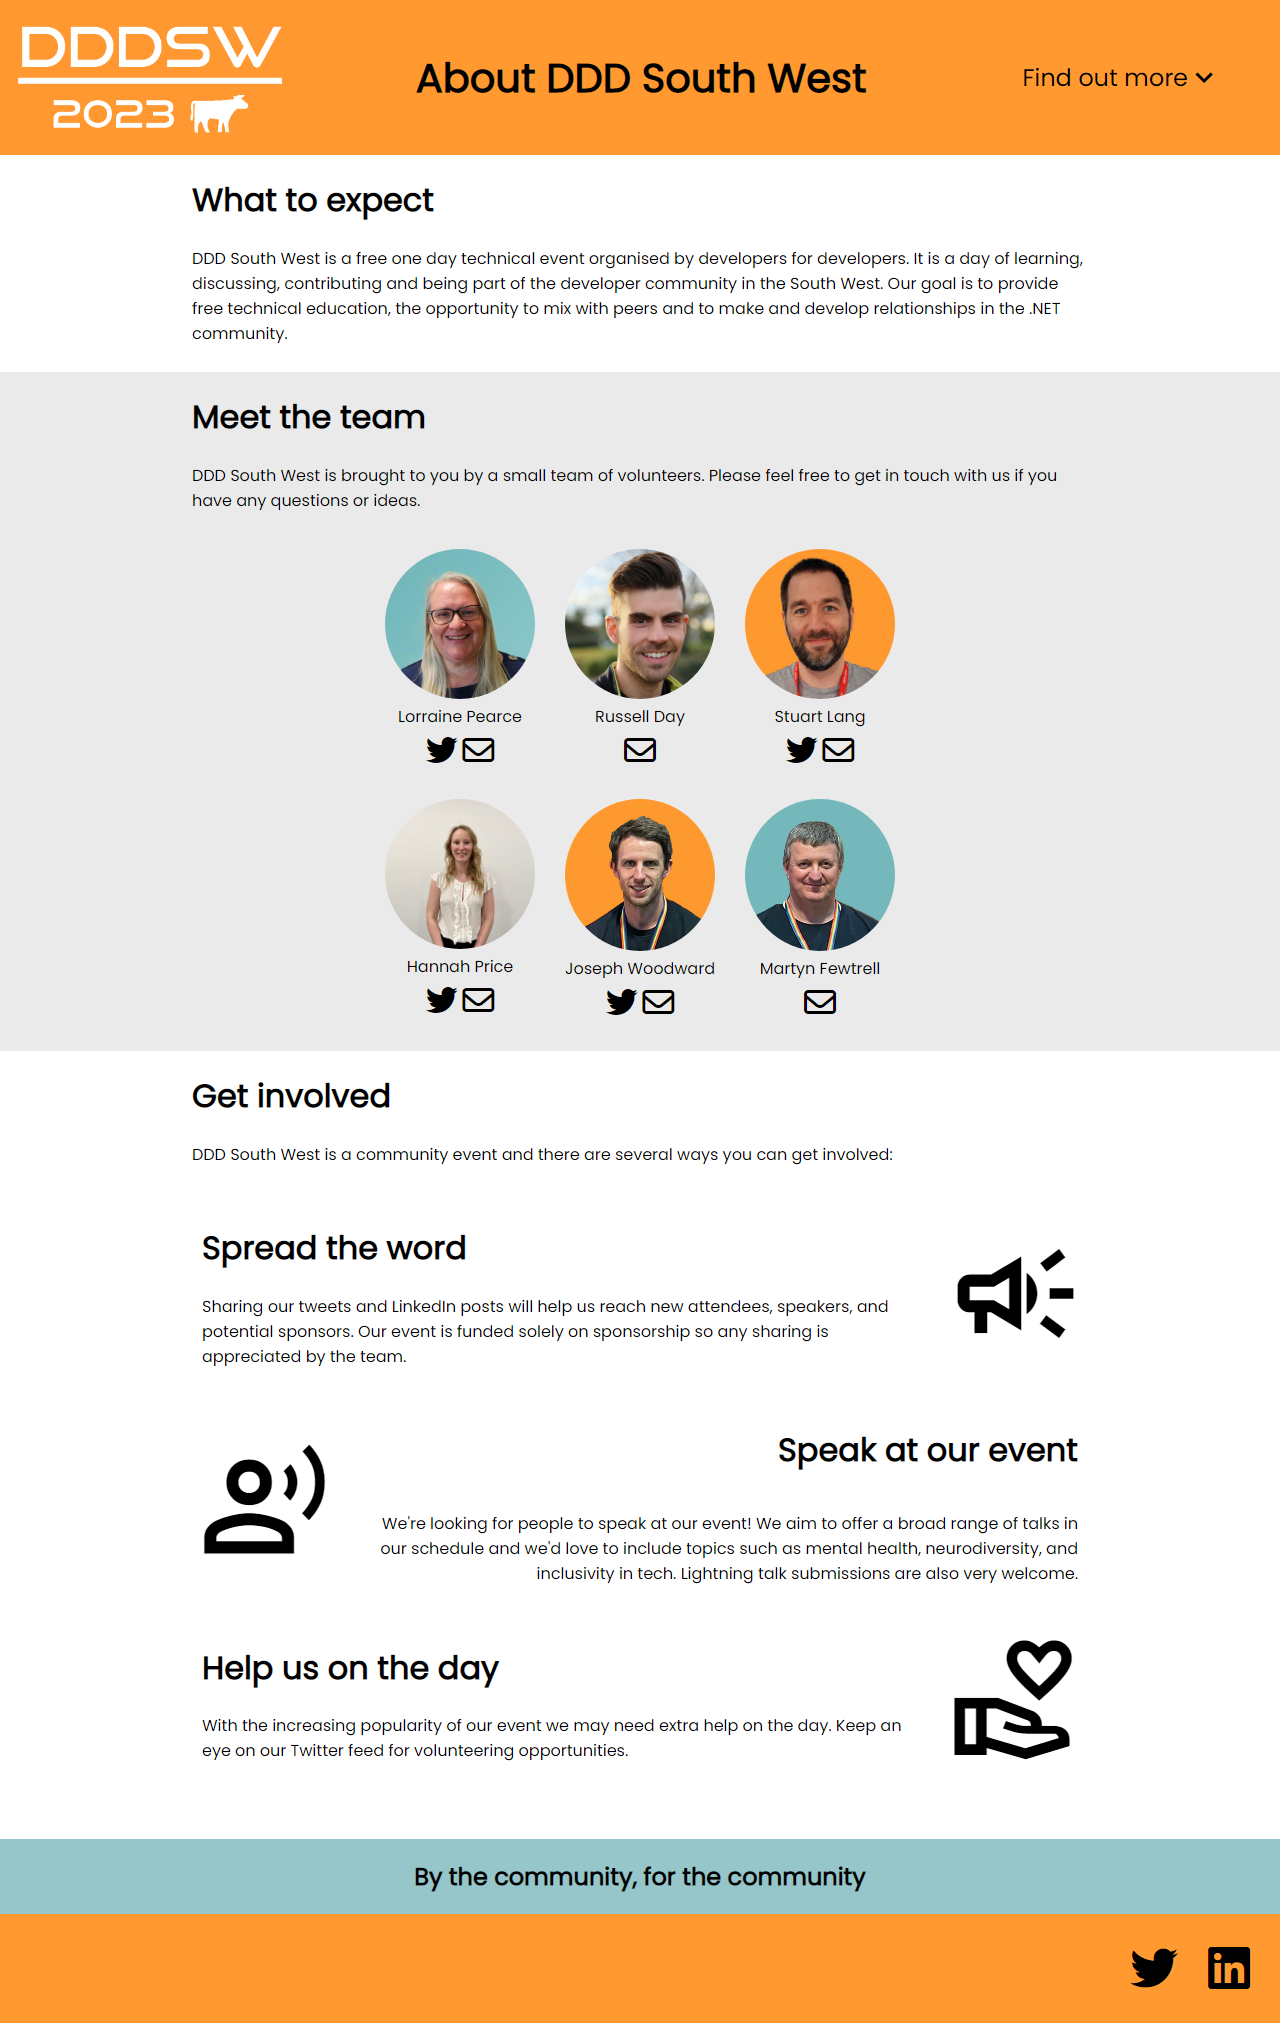 DDDSW
2023
About DDD South West
Find out more
What to expect
DDD South West is a free one day technical event organised by developers for developers. It is a day of learning,
discussing, contributing and being part of the developer community in the South West. Our goal is to provide
free technical education, the opportunity to mix with peers and to make and develop relationships in the .NET
community.
Meet the team
DDD South West is brought to you by a small team of volunteers. Please feel free to get in touch with us if you
have any questions or ideas.
Lorraine Pearce
Russell Day
Stuart Lang
Hannah Price
Joseph Woodward
Martyn Fewtrell
Get involved
DDD South West is a community event and there are several ways you can get involved:
Spread the word
Sharing our tweets and LinkedIn posts will help us reach new attendees, speakers, and
potential sponsors. Our event is funded solely on sponsorship so any sharing is
appreciated by the team.
Speak at our event
We're looking for people to speak at our event! We aim to offer a broad range of talks in
our schedule and we'd love to include topics such as mental health, neurodiversity, and
inclusivity in tech. Lightning talk submissions are also very welcome.
Help us on the day
With the increasing popularity of our event we may need extra help on the day. Keep an
eye on our Twitter feed for volunteering opportunities.
By the community, for the community
in